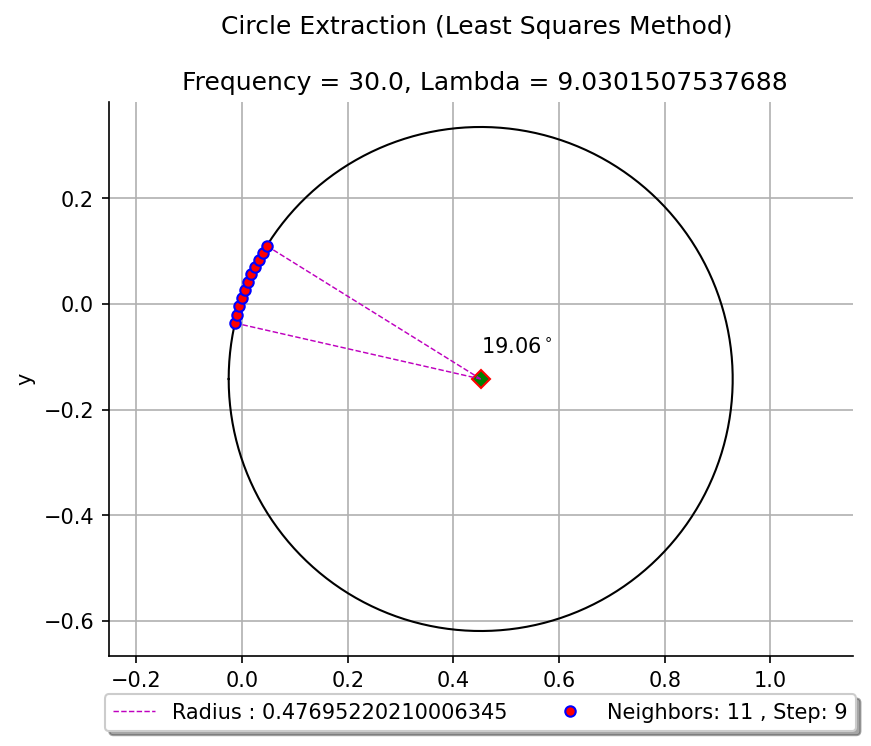 Circle Extraction (Least Squares Method)
Frequency = 30.0, Lambda = 9.0301507537688
0.2
0.0
−0.2
−0.4
−0.6
y
19.06°
−0.2 0.0 0.2 0.4 0.6 0.8 1.0
Radius : 0.47695220210006345 Neighbors: 11 , Step: 9